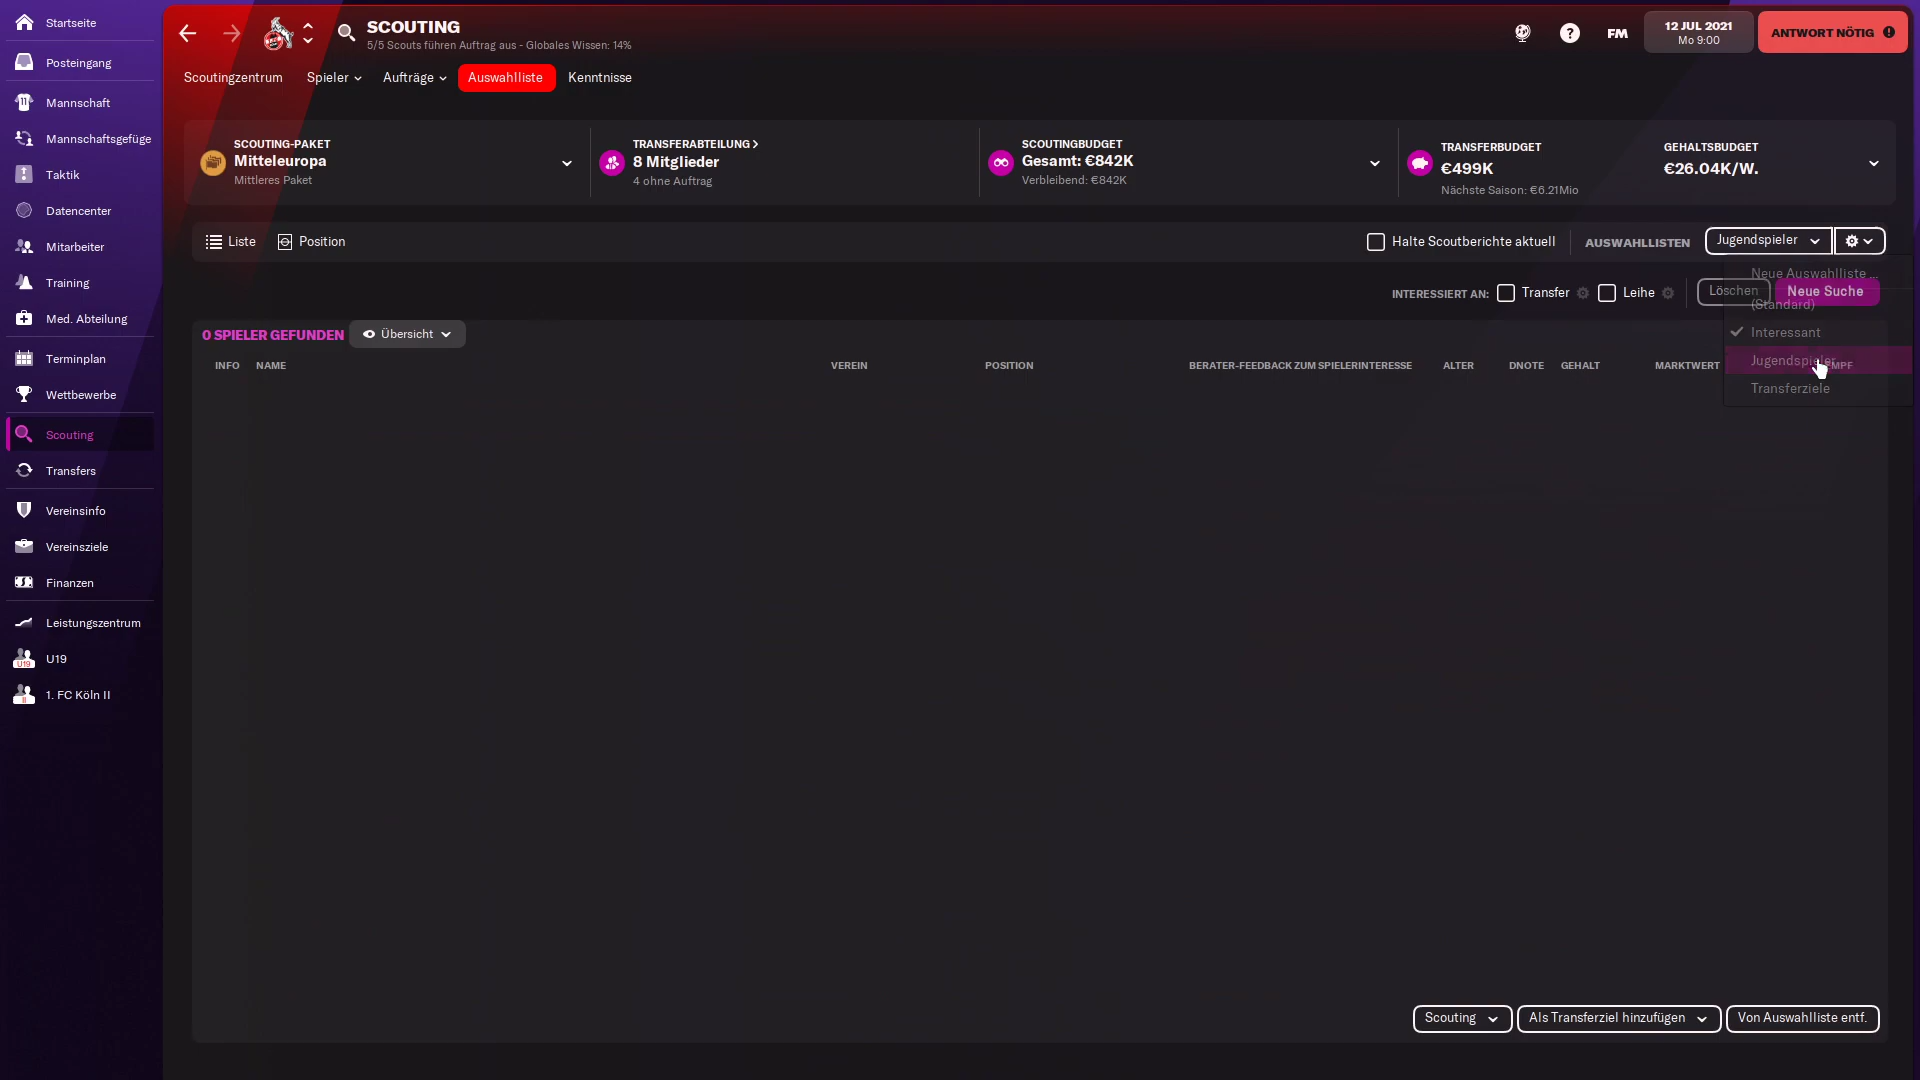 Startseite
Posteingang
Mannschaft
Mannschaftsgefüge
Taktik
Datencenter
Mitarbeiter
Training
Med. Abteilung
Terminplan
Wettbewerbe
Scouting
Transfers
Vereinsinfo
Vereinsziele
Finanzen
Leistungszentrum
U19
1. FC Köln II
SCOUTING
5/5 Scouts führen Auftrag aus - Globales Wissen: 14%
FM
12 JUL 2021
Mo 9:00
ANTWORT NÖTIG
Scoutingzentrum Spieler Aufträge Auswahlliste Kenntnisse
SCOUTING-PAKET
Mitteleuropa
Mittleres Paket
TRANSFERABTEILUNG >
8 Mitglieder
4 ohne Auftrag
SCOUTINGBUDGET
Gesamt: €842K
Verbleibend: €842K
TRANSFERBUDGET
€499K
Nächste Saison: €6.21Mio
GEHALTSBUDGET
€26.04K/W.
Liste Position Halte Scoutberichte aktuell AUSWAHLLISTEN Jugendspieler
INTERESSIERT AN: Transfer Leihe Löschen Neue Suche
Neue Auswahlliste ...
(Standard)
Interessant
Jugendspieler
Transferziele
0 SPIELER GEFUNDEN Übersicht
INFO NAME VEREIN POSITION BERATER-FEEDBACK ZUM SPIELERINTERESSE ALTER DNOTE GEHALT MARKTWERT
Scouting Als Transferziel hinzufügen Von Auswahlliste entf.